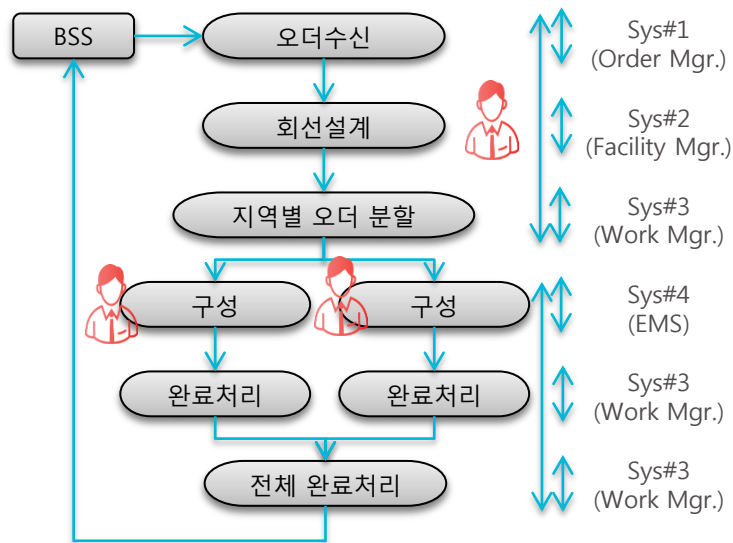 BSS
오더수신
Sys#1
(Order Mgr.)
회선설계
Sys#2
(Facility Mgr.)
지역별 오더 분할
Sys#3
(Work Mgr.)
구성
구성
Sys#4
(EMS)
완료처리
완료처리
Sys#3
(Work Mgr.)
전체 완료처리
Sys#3
(Work Mgr.)